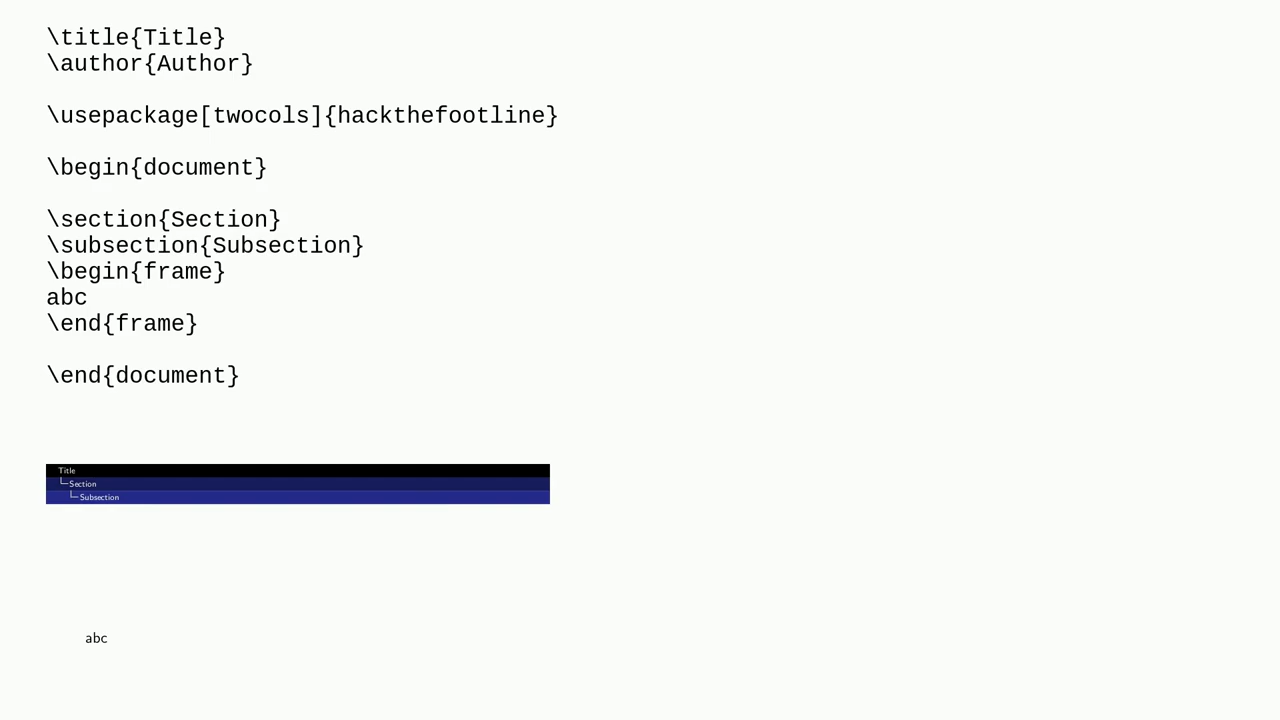 \title{Title}
\author{Author}
\usepackage[twocols]{hackthefootline}
\begin{document}
\section{Section}
\subsection{Subsection}
\begin{frame}
abc
\end{frame}
\end{document}
Title
Section
Subsection
abc